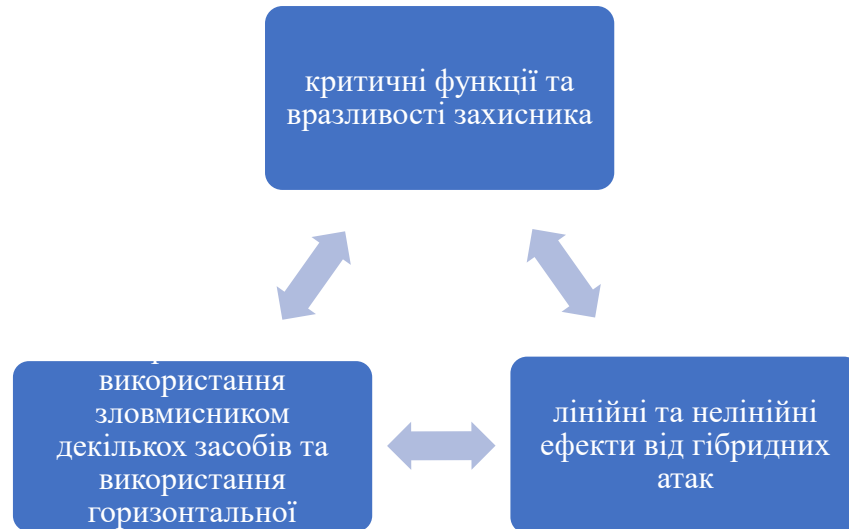 критичні функції та
вразливості захисника
використання
зловмисником
декількох засобів та
використання
горизонтальної
лінійні та нелінійні
ефекти від гібридних
атак